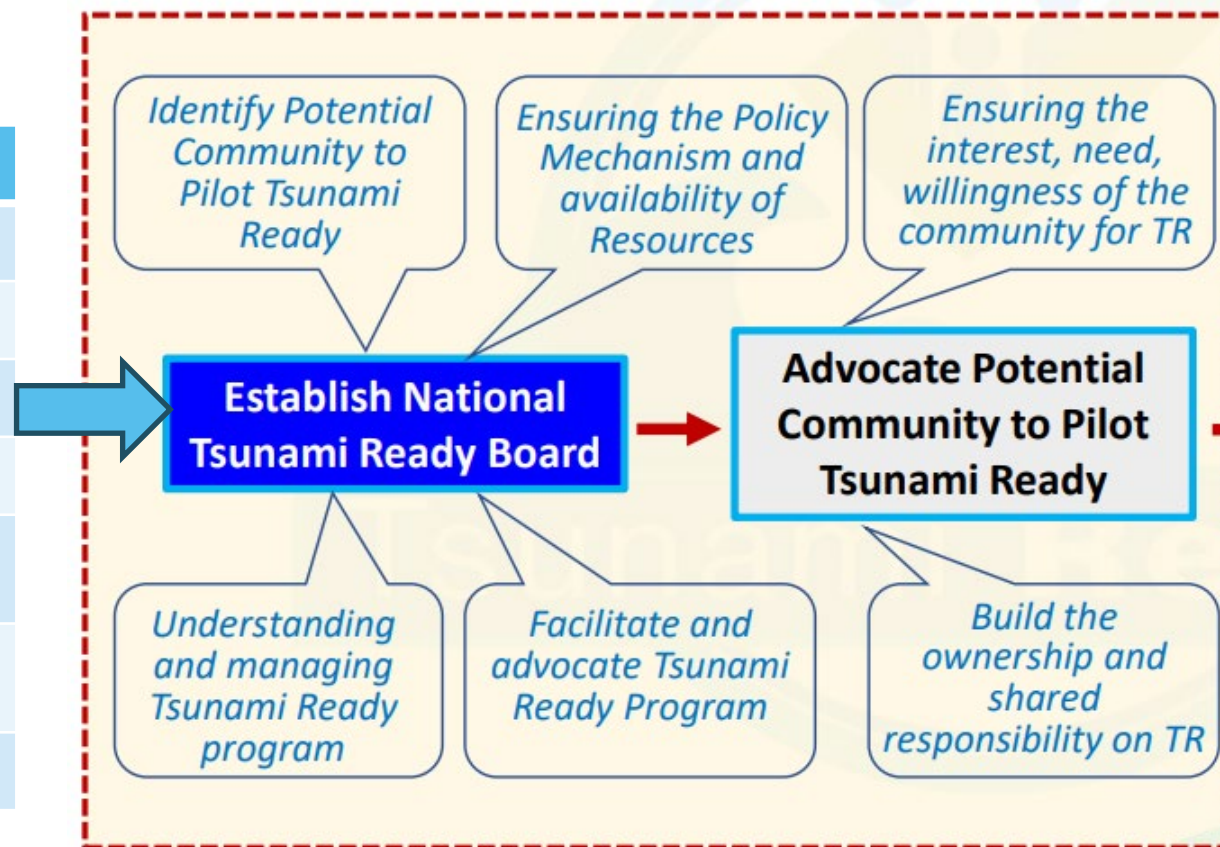 Identify Potential
Community to
Pilot Tsunami
Ready
Ensuring the Policy
Mechanism and
availability of
Resources
Ensuring the
interest, need,
willingness of the
community for TR
Establish National
Tsunami Ready Board
Advocate Potential
Community to Pilot
Tsunami Ready
Tsunami Re
Understanding
and managing
Tsunami Ready
program
Facilitate and
advocate Tsunami
Ready Program
Build the
ownership and
shared
responsibility on TR